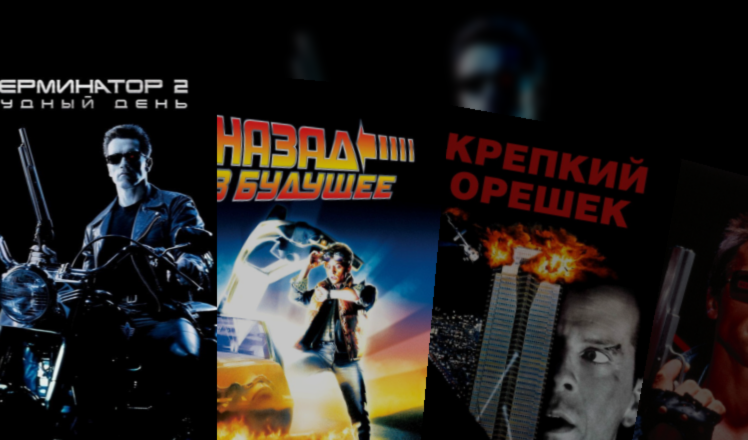 ЕРМИНАТОР 2
УДНЫЙ ДЕНЬ
НАЗАД
В БУДУЩЕЕ
КРЕПКИЙ
ОРЕШЕК